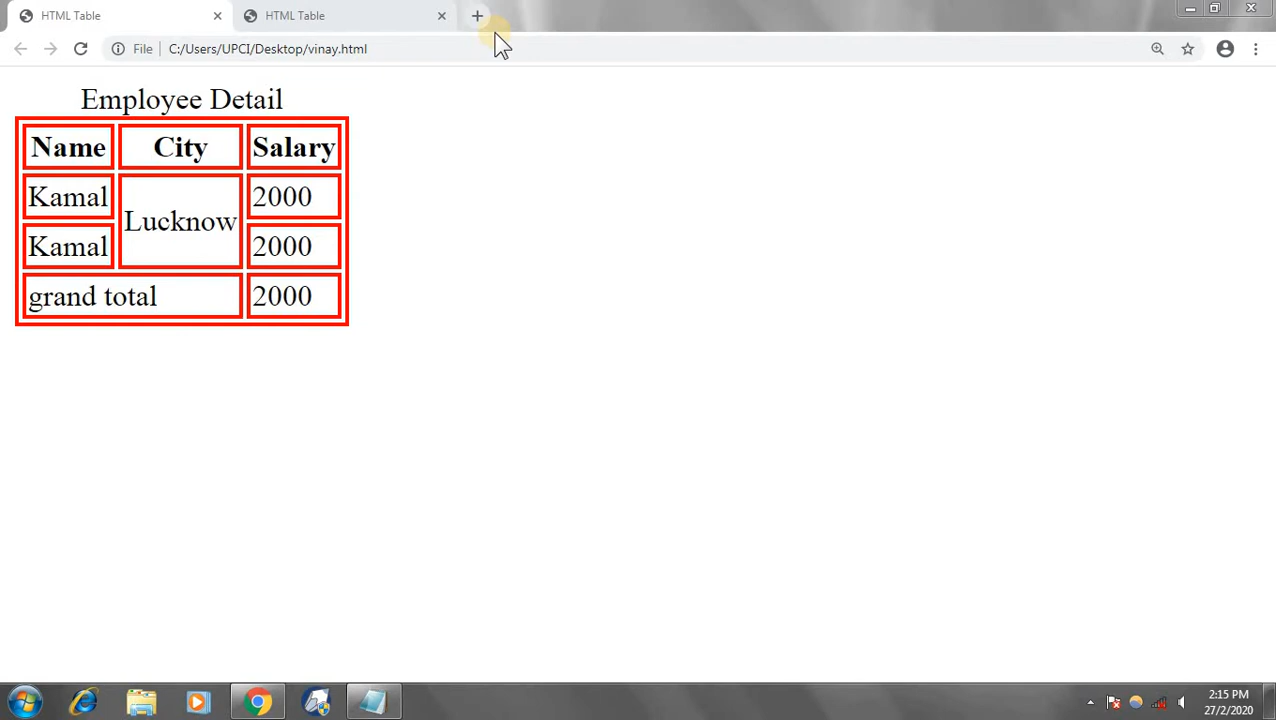 HTML Table
HTML Table
File
C:/Users/UPCI/Desktop/vinay.html
Employee Detail
Name City Salary
Kamal Lucknow 2000
Kamal 2000
grand total 2000
2:15 PM
27/2/2020